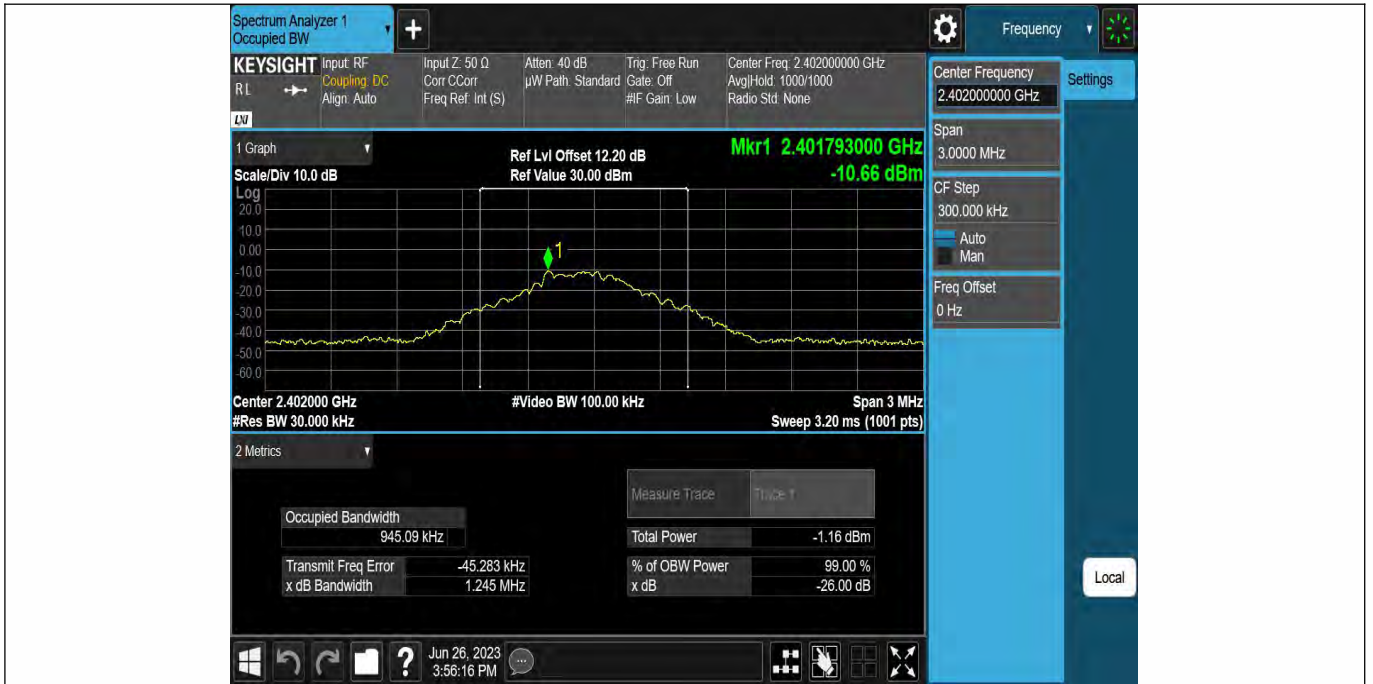 Spectrum Analyzer 1
Occupied BW
+
Frequency
KEYSIGHT
R L
LXI
Input: RF
Coupling: DC
Align: Auto
Input Z: 50 Ω
Corr CCorr
Freq Ref: Int (S)
Atten: 40 dB
µW Path: Standard
Trig: Free Run
Gate: Off
#IF Gain: Low
Center Freq: 2.402000000 GHz
Avg|Hold: 1000/1000
Radio Std: None
Center Frequency
2.402000000 GHz
Settings
Span
3.0000 MHz
CF Step
300.000 kHz
Auto
Man
Freq Offset
0 Hz
Local
1 Graph
Scale/Div 10.0 dB
Ref Lvl Offset 12.20 dB
Ref Value 30.00 dBm
Mkr1 2.401793000 GHz
-10.66 dBm
Log
20.0
10.0
0.00
-10.0
-20.0
-30.0
-40.0
-50.0
-60.0
1
Center 2.402000 GHz
#Res BW 30.000 kHz
#Video BW 100.00 kHz
Span 3 MHz
Sweep 3.20 ms (1001 pts)
2 Metrics
Measure Trace Trace 1
Occupied Bandwidth
945.09 kHz
Total Power -1.16 dBm
Transmit Freq Error -45.283 kHz
% of OBW Power 99.00 %
x dB Bandwidth 1.245 MHz
x dB -26.00 dB
?
Jun 26, 2023
3:56:16 PM